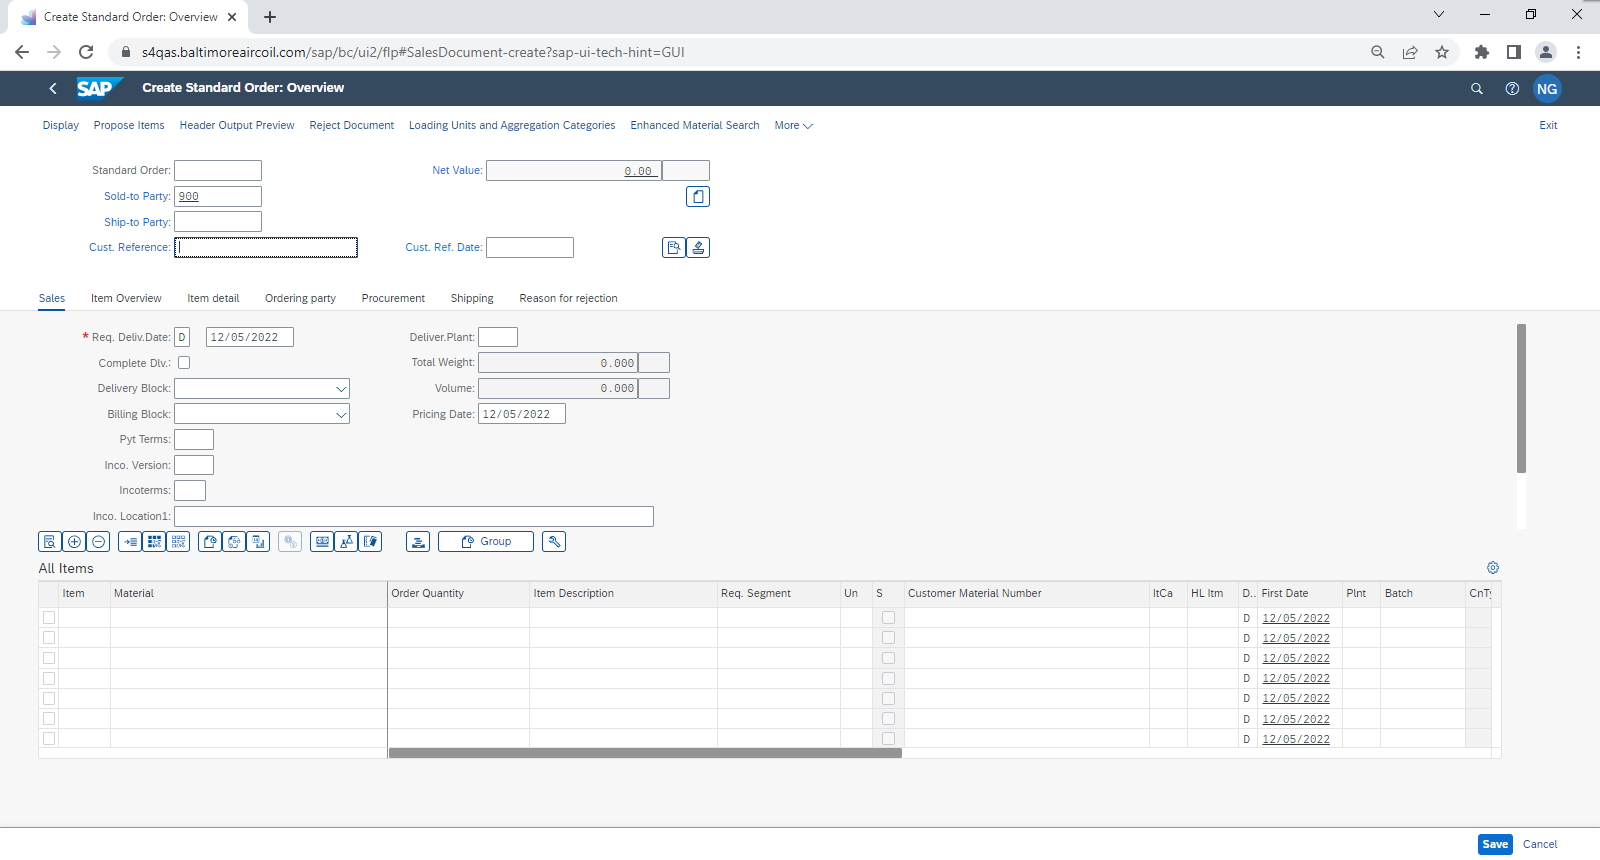 Create Standard Order: Overview
s4qas.baltimoreaircoil.com/sap/bc/ui2/flp#SalesDocument-create?sap-ui-tech-hint=GUI
SAP Create Standard Order: Overview NG
Display Propose Items Header Output Preview Reject Document Loading Units and Aggregation Categories Enhanced Material Search More Exit
Standard Order: Net Value: 0.00
Sold-to Party: 900
Ship-to Party:
Cust. Reference: Cust. Ref. Date:
Sales Item Overview Item detail Ordering party Procurement Shipping Reason for rejection
* Req. Deliv.Date: D 12/05/2022 Deliver.Plant:
Complete Dlv.: Total Weight: 0.000
Delivery Block: Volume: 0.000
Billing Block: Pricing Date: 12/05/2022
Pyt Terms:
Inco. Version:
Incoterms:
Inco. Location1:
Group
All Items
Item Material Order Quantity Item Description Req. Segment Un S Customer Material Number ItCa HL Itm D.. First Date Plnt Batch CnTy
D 12/05/2022
D 12/05/2022
D 12/05/2022
D 12/05/2022
D 12/05/2022
D 12/05/2022
D 12/05/2022
Save Cancel